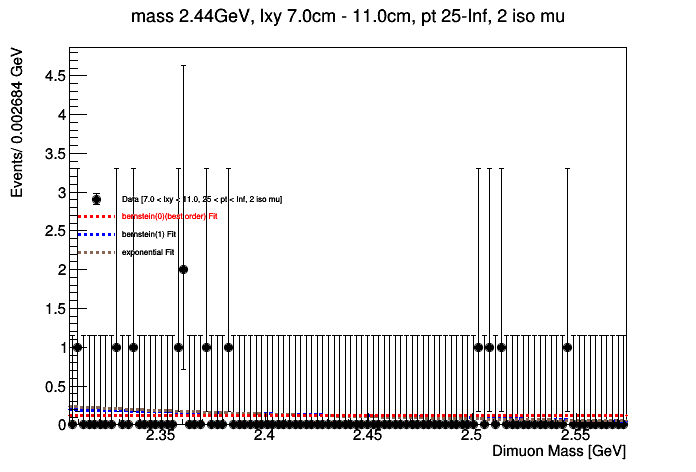 mass 2.44GeV, lxy 7.0cm - 11.0cm, pt 25-Inf, 2 iso mu
Events/ 0.002684 GeV
4.5
4
3.5
3
2.5
2
1.5
1
0.5
0
Data [7.0 < lxy < 11.0, 25 < pt < Inf, 2 iso mu]
bernstein(0)(best order) Fit
bernstein(1) Fit
exponential Fit
2.35
2.4
2.45
2.5
2.55
Dimuon Mass [GeV]